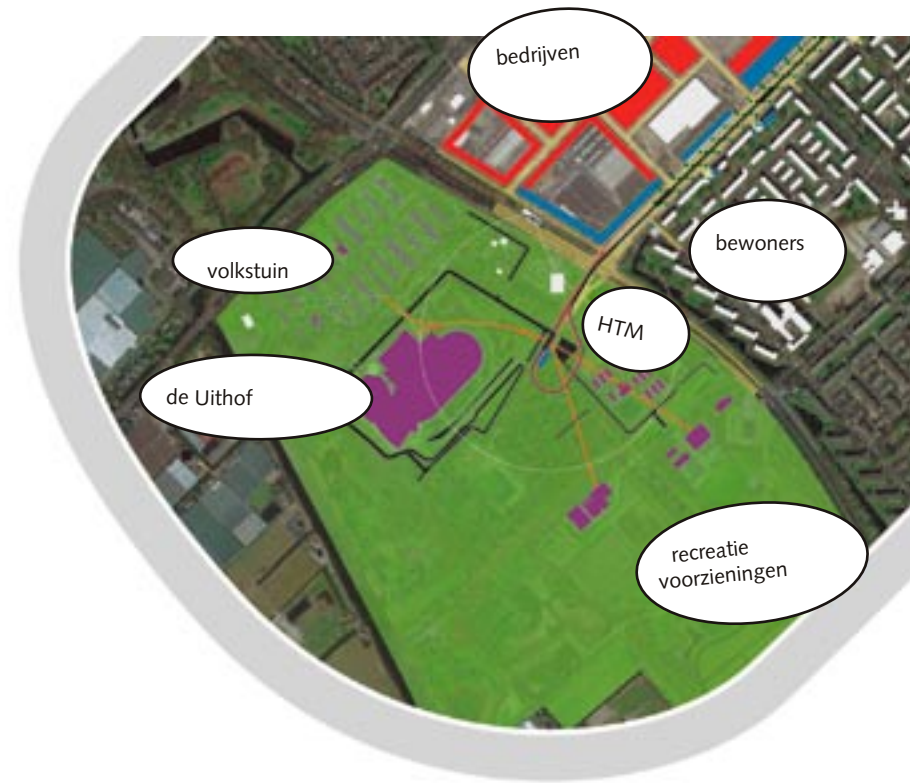 bedrijven
bewoners
volkstuin
HTM
de Uithof
recreatie
voorzieningen